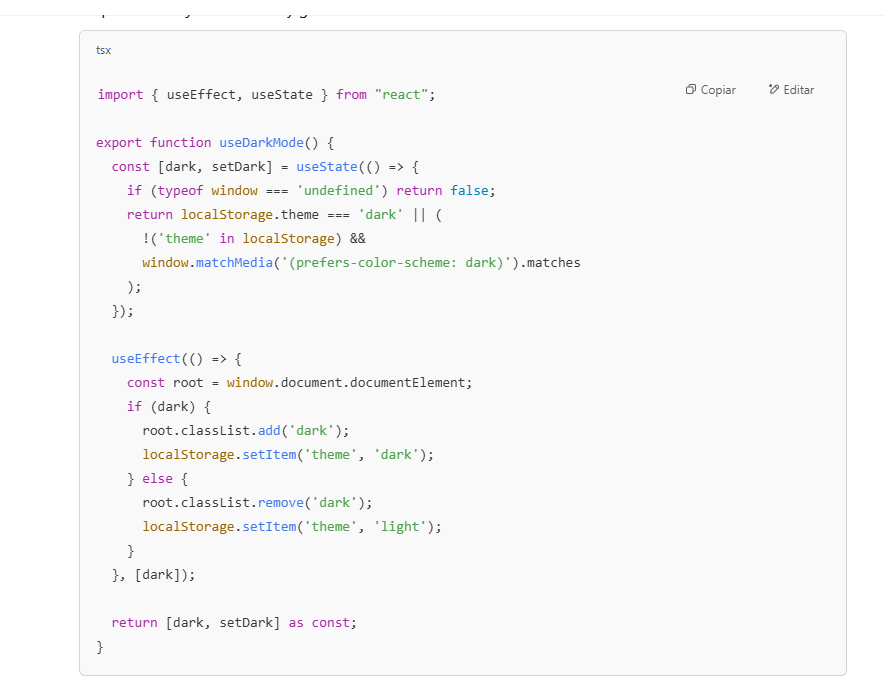 tsx
Copiar
Editar
import { useEffect, useState } from "react";
export function useDarkMode() {
  const [dark, setDark] = useState(() => {
    if (typeof window === 'undefined') return false;
    return localStorage.theme === 'dark' || (
      !('theme' in localStorage) &&
      window.matchMedia('(prefers-color-scheme: dark)').matches
    );
  });
  useEffect(() => {
    const root = window.document.documentElement;
    if (dark) {
      root.classList.add('dark');
      localStorage.setItem('theme', 'dark');
    } else {
      root.classList.remove('dark');
      localStorage.setItem('theme', 'light');
    }
  }, [dark]);
  return [dark, setDark] as const;
}